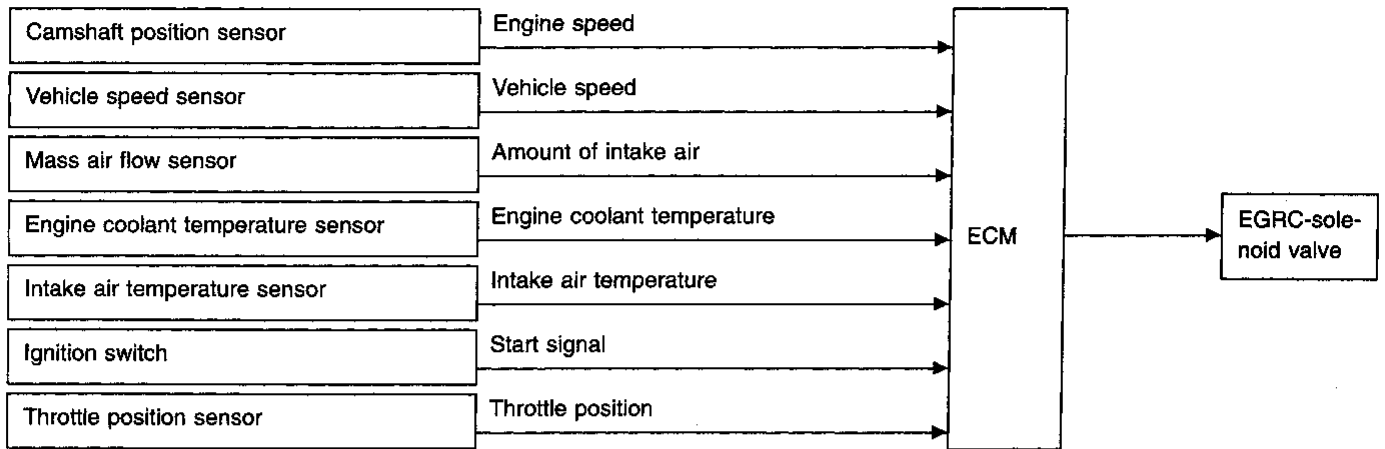 Camshaft position sensor
Engine speed
Vehicle speed sensor
Vehicle speed
Mass air flow sensor
Amount of intake air
Engine coolant temperature sensor
Engine coolant temperature
Intake air temperature sensor
Intake air temperature
Ignition switch
Start signal
Throttle position sensor
Throttle position
ECM
EGRC-sole-
noid valve